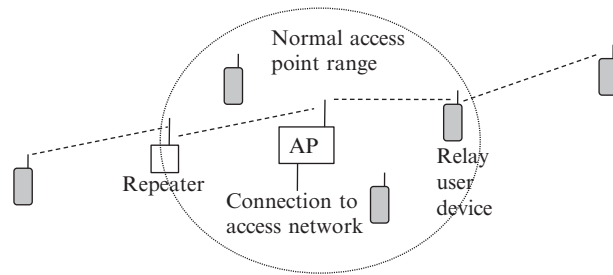 Normal access
point range
AP
Repeater
Relay
user
device
Connection to
access network